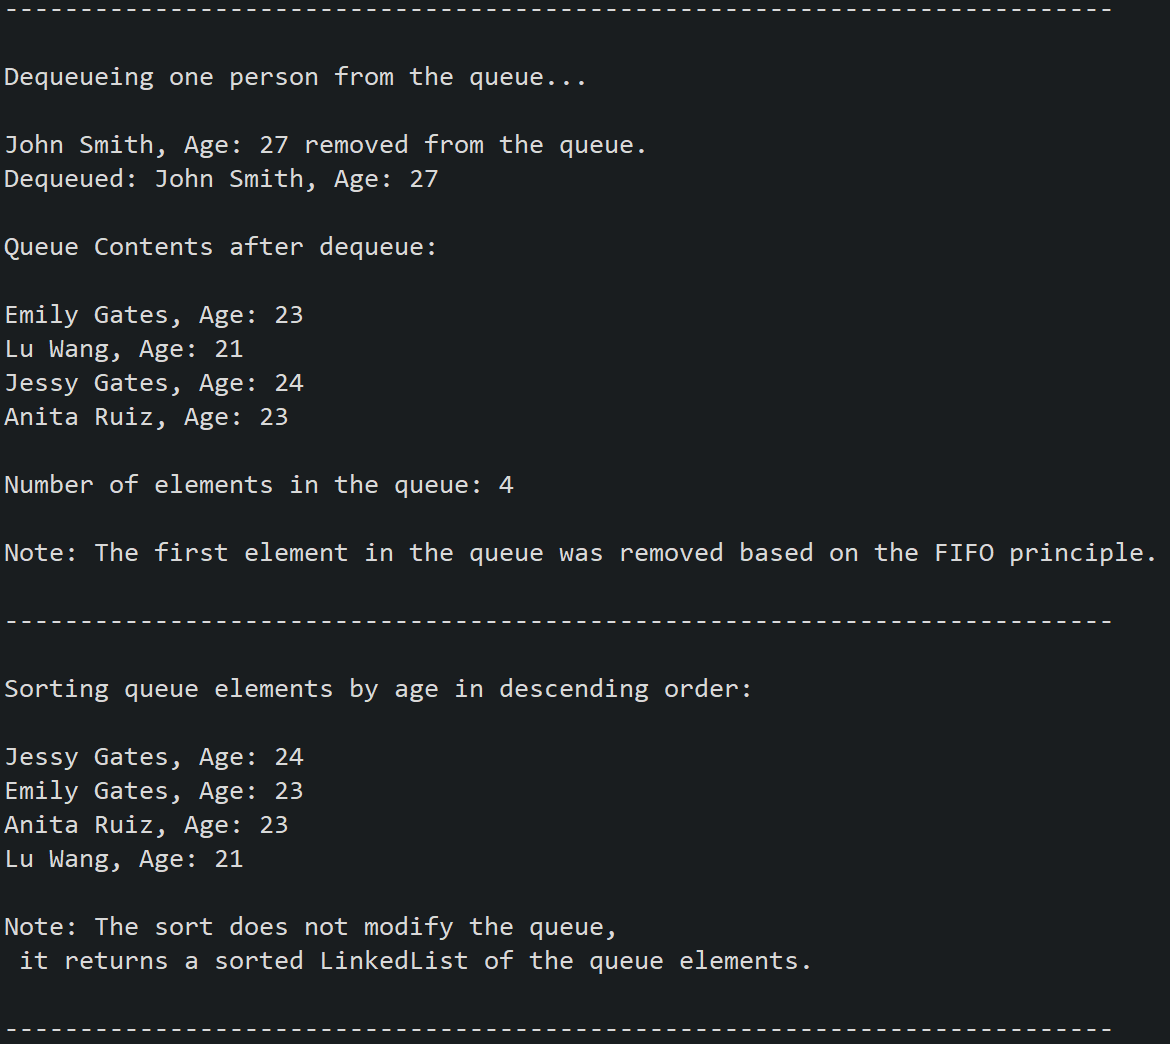 --------------------------------------------------------------------------
Dequeueing one person from the queue...
John Smith, Age: 27 removed from the queue.
Dequeued: John Smith, Age: 27
Queue Contents after dequeue:
Emily Gates, Age: 23
Lu Wang, Age: 21
Jessy Gates, Age: 24
Anita Ruiz, Age: 23
Number of elements in the queue: 4
Note: The first element in the queue was removed based on the FIFO principle.
--------------------------------------------------------------------------
Sorting queue elements by age in descending order:
Jessy Gates, Age: 24
Emily Gates, Age: 23
Anita Ruiz, Age: 23
Lu Wang, Age: 21
Note: The sort does not modify the queue,
 it returns a sorted LinkedList of the queue elements.
--------------------------------------------------------------------------